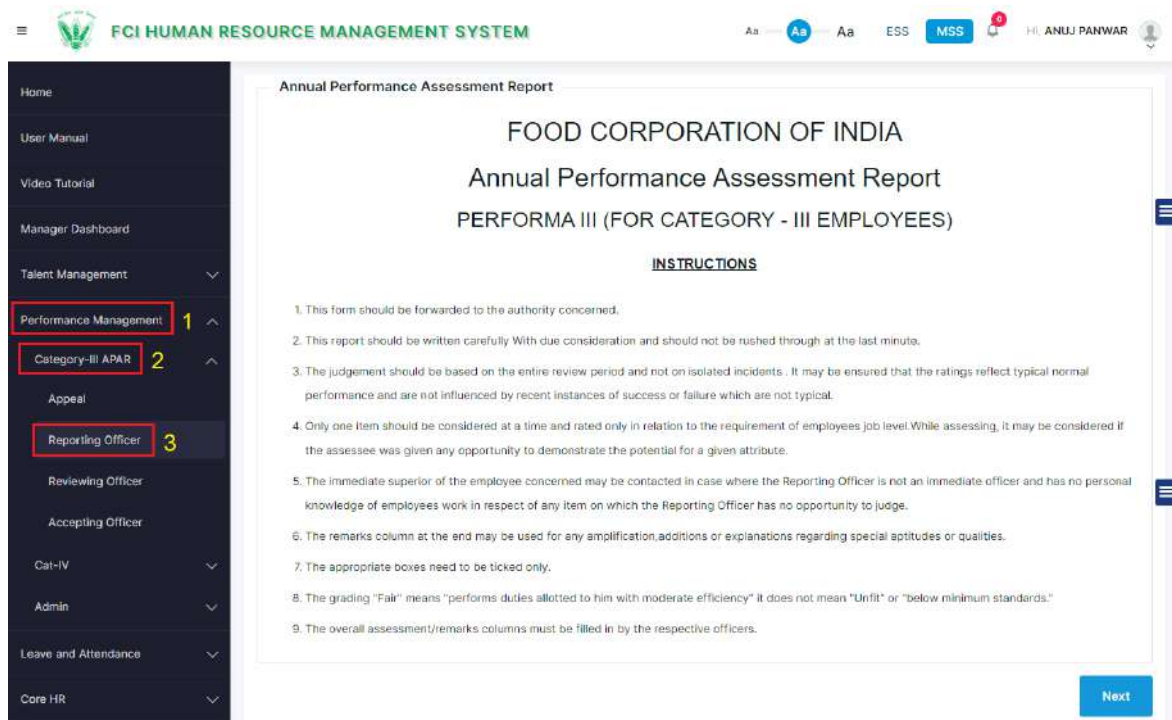 FCI HUMAN RESOURCE MANAGEMENT SYSTEM
Aa Aa Aa ESS MSS 0 Hi, ANUJ PANWAR
Home
User Manual
Video Tutorial
Manager Dashboard
Talent Management
Performance Management 1
Category-III APAR 2
Appeal
Reporting Officer 3
Reviewing Officer
Accepting Officer
Cat-IV
Admin
Leave and Attendance
Core HR
Annual Performance Assessment Report
FOOD CORPORATION OF INDIA
Annual Performance Assessment Report
PERFORMA III (FOR CATEGORY - III EMPLOYEES)
INSTRUCTIONS
1. This form should be forwarded to the authority concerned.
2. This report should be written carefully With due consideration and should not be rushed through at the last minute.
3. The judgement should be based on the entire review period and not on isolated incidents . It may be ensured that the ratings reflect typical normal
performance and are not influenced by recent instances of success or failure which are not typical.
4. Only one item should be considered at a time and rated only in relation to the requirement of employees job level.While assessing, it may be considered if
the assessee was given any opportunity to demonstrate the potential for a given attribute.
5. The immediate superior of the employee concerned may be contacted in case where the Reporting Officer is not an immediate officer and has no personal
knowledge of employees work in respect of any item on which the Reporting Officer has no opportunity to judge.
6. The remarks column at the end may be used for any amplification,additions or explanations regarding special aptitudes or qualities.
7. The appropriate boxes need to be ticked only.
8. The grading "Fair" means "performs duties allotted to him with moderate efficiency" it does not mean "Unfit" or "below minimum standards."
9. The overall assessment/remarks columns must be filled in by the respective officers.
Next